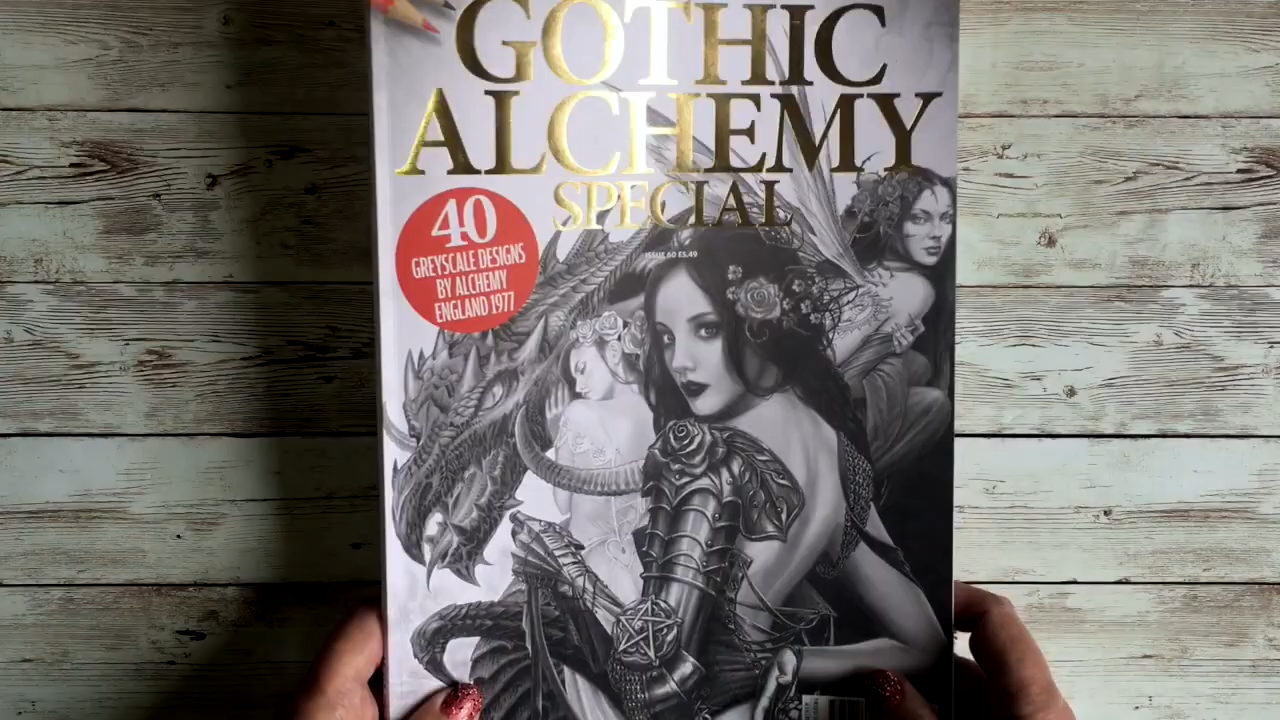 GOTHIC
ALCHEMY
SPECIAL
40
GREYSCALE DESIGNS
BY ALCHEMY
ENGLAND 1977
ISSUE 60 £5.49